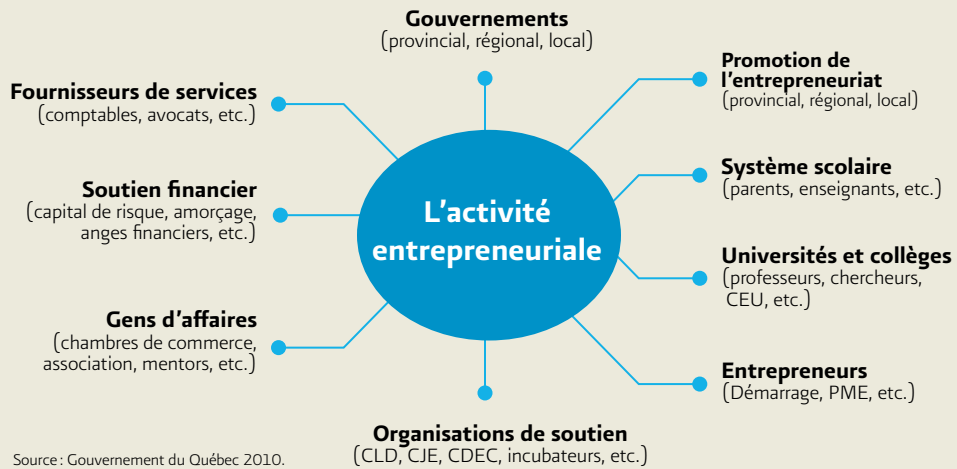 Gouvernements
(provincial, régional, local)
Promotion de
l'entrepreneuriat
(provincial, régional, local)
Système scolaire
(parents, enseignants, etc.)
Universités et collèges
(professeurs, chercheurs,
CEU, etc.)
Entrepreneurs
(Démarrage, PME, etc.)
Organisations de soutien
(CLD, CJE, CDEC, incubateurs, etc.)
Gens d'affaires
(chambres de commerce,
association, mentors, etc.)
Soutien financier
(capital de risque, amorçage,
anges financiers, etc.)
Fournisseurs de services
(comptables, avocats, etc.)
L'activité
entrepreneuriale
Source : Gouvernement du Québec 2010.